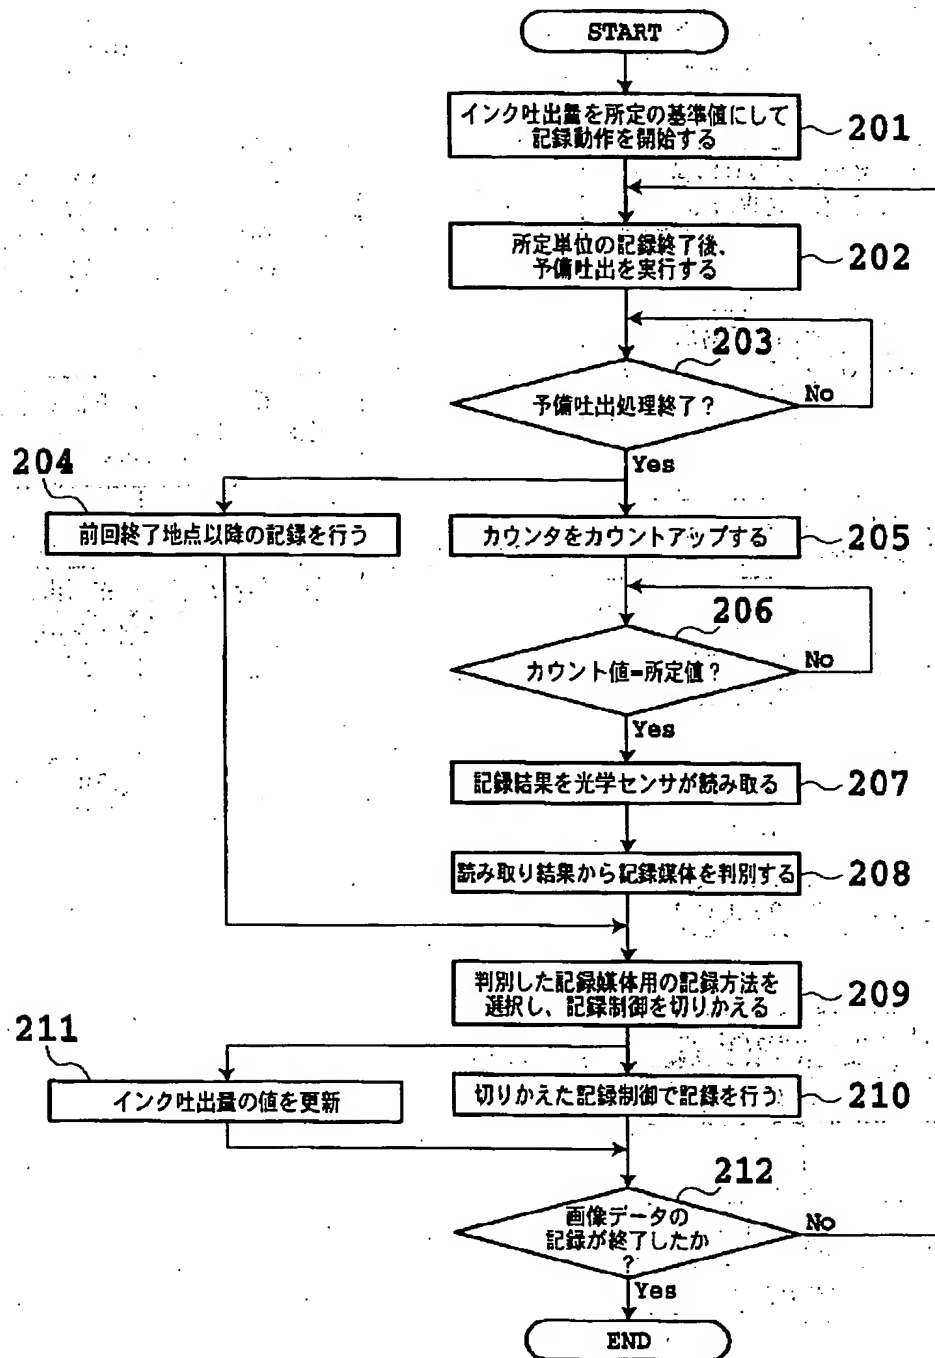 START
インク吐出量を所定の基準値にして
記録動作を開始する
201
所定単位の記録終了後、
予備吐出を実行する
202
203
予備吐出処理終了？
No
Yes
204
前回終了地点以降の記録を行う
カウンタをカウントアップする
205
206
カウント値=所定値？
No
Yes
記録結果を光学センサが読み取る
207
読み取り結果から記録媒体を判別する
208
判別した記録媒体用の記録方法を
選択し、記録制御を切りかえる
209
211
インク吐出量の値を更新
切りかえた記録制御で記録を行う
210
212
画像データの
記録が終了したか
？
No
Yes
END